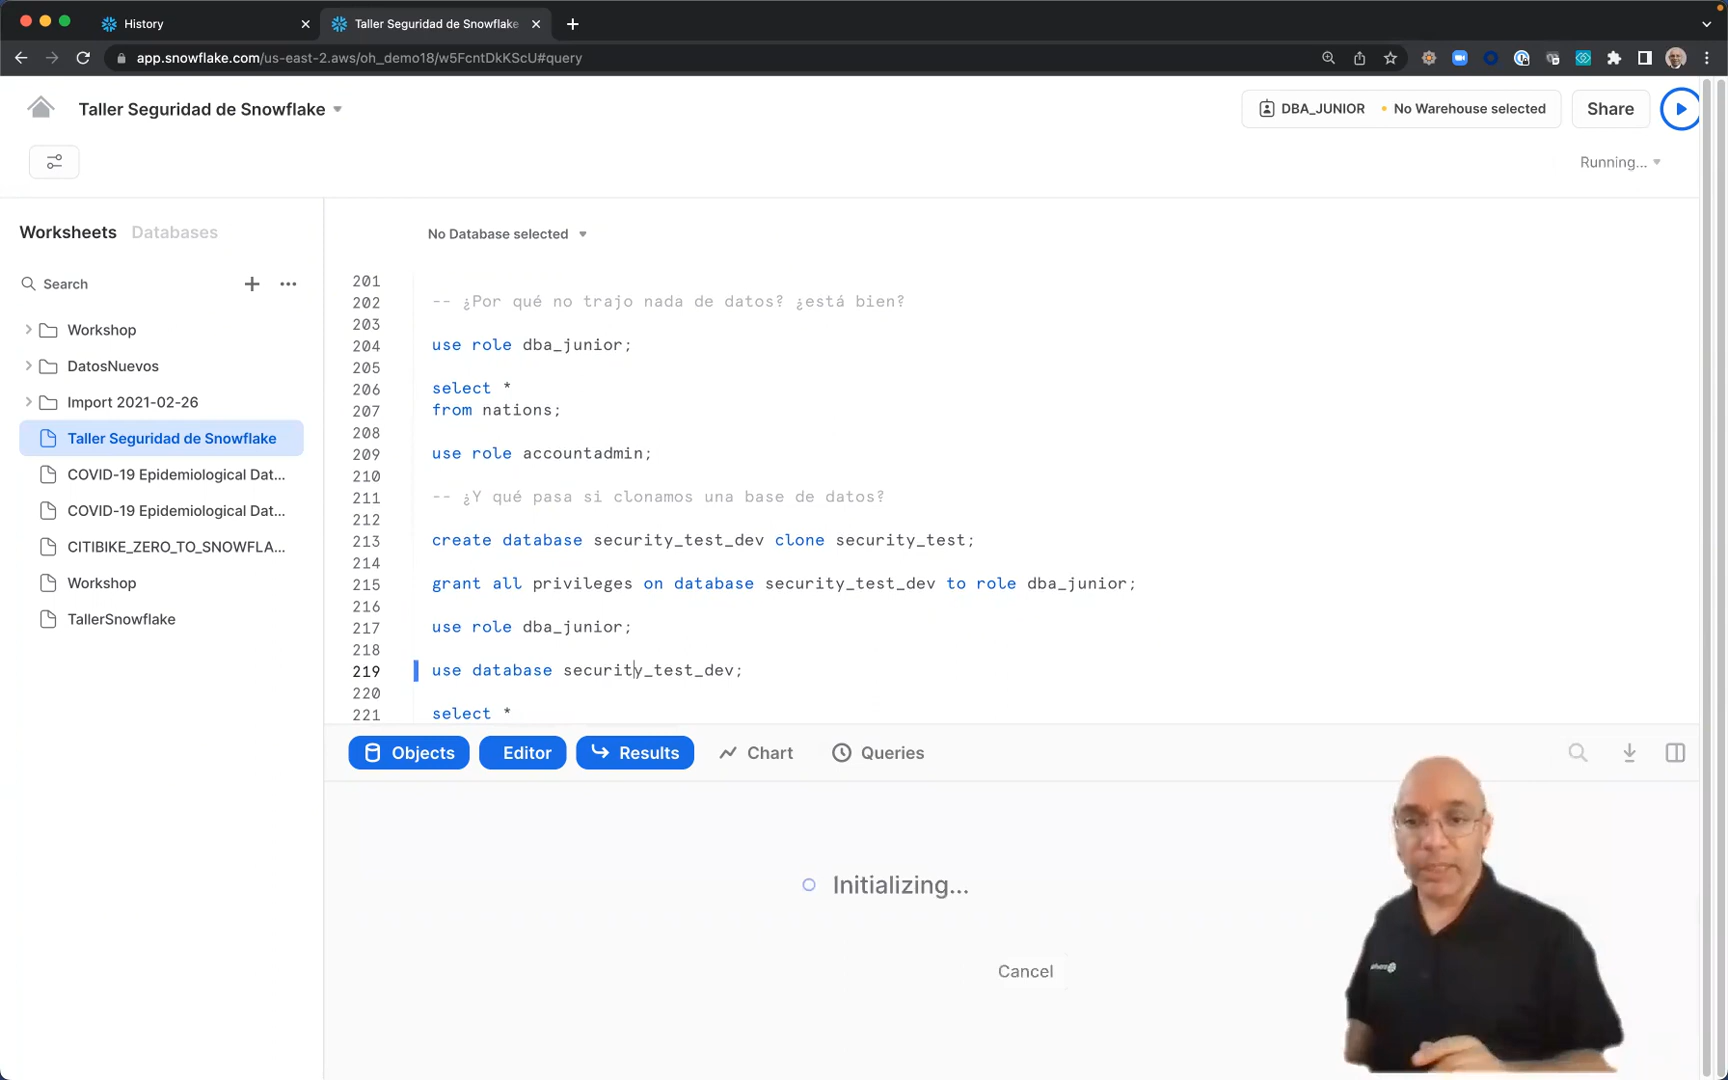 History
Taller Seguridad de Snowflake
app.snowflake.com/us-east-2.aws/oh_demo18/w5FcntDkKScU#query
Taller Seguridad de Snowflake
DBA_JUNIOR
No Warehouse selected
Share
Running...
Worksheets
Databases
No Database selected
Search
Workshop
DatosNuevos
Import 2021-02-26
Taller Seguridad de Snowflake
COVID-19 Epidemiological Dat...
COVID-19 Epidemiological Dat...
CITIBIKE_ZERO_TO_SNOWFLA...
Workshop
TallerSnowflake
201
202 -- ¿Por qué no trajo nada de datos? ¿está bien?
203
204 use role dba_junior;
205
206 select *
207 from nations;
208
209 use role accountadmin;
210
211 -- ¿Y qué pasa si clonamos una base de datos?
212
213 create database security_test_dev clone security_test;
214
215 grant all privileges on database security_test_dev to role dba_junior;
216
217 use role dba_junior;
218
219 use database security_test_dev;
220
221 select *
Objects
Editor
Results
Chart
Queries
Initializing...
Cancel